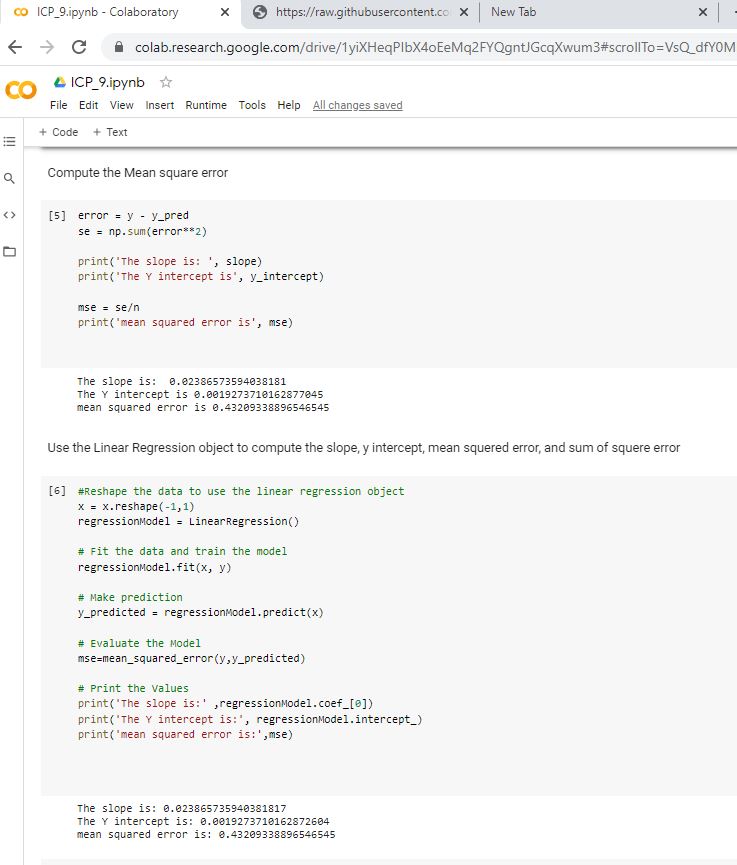 ICP_9.ipynb - Colaboratory
https://raw.githubusercontent.co
New Tab
colab.research.google.com/drive/1yiXHeqPIbX4oEeMq2FYQgntJGcqXwum3#scrollTo=VsQ_dfY0M
ICP_9.ipynb
File Edit View Insert Runtime Tools Help All changes saved
+ Code + Text
Compute the Mean square error
[5] error = y - y_pred
se = np.sum(error**2)
print('The slope is: ', slope)
print('The Y intercept is', y_intercept)
mse = se/n
print('mean squared error is', mse)
The slope is:  0.02386573594038181
The Y intercept is 0.0019273710162877045
mean squared error is 0.43209338896546545
Use the Linear Regression object to compute the slope, y intercept, mean squered error, and sum of squere error
[6] #Reshape the data to use the linear regression object
x = x.reshape(-1,1)
regressionModel = LinearRegression()
# Fit the data and train the model
regressionModel.fit(x, y)
# Make prediction
y_predicted = regressionModel.predict(x)
# Evaluate the Model
mse=mean_squared_error(y,y_predicted)
# Print the Values
print('The slope is:' ,regressionModel.coef_[0])
print('The Y intercept is:', regressionModel.intercept_)
print('mean squared error is:',mse)
The slope is: 0.023865735940381817
The Y intercept is: 0.0019273710162872604
mean squared error is: 0.43209338896546545